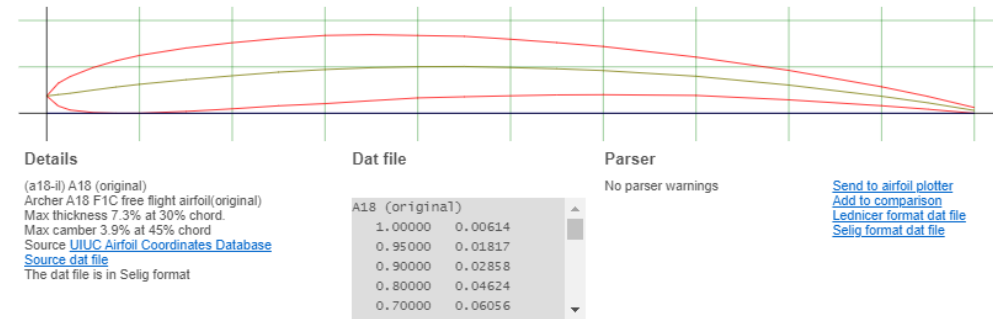 Details
(a18-il) A18 (original)
Archer A18 F1C free flight airfoil(original)
Max thickness 7.3% at 30% chord.
Max camber 3.9% at 45% chord
Source UIUC Airfoil Coordinates Database
Source dat file
The dat file is in Selig format
Dat file
A18 (original)
1.00000 0.00614
0.95000 0.01817
0.90000 0.02858
0.80000 0.04624
0.70000 0.06056
Parser
No parser warnings
Send to airfoil plotter
Add to comparison
Lednicer format dat file
Selig format dat file